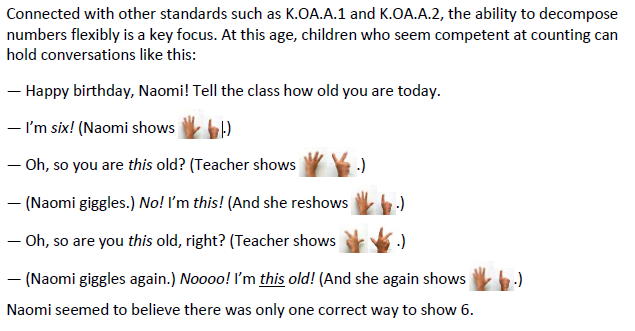 Connected with other standards such as K.OA.A.1 and K.OA.A.2, the ability to decompose
numbers flexibly is a key focus. At this age, children who seem competent at counting can
hold conversations like this:
— Happy birthday, Naomi! Tell the class how old you are today.
— I'm six! (Naomi shows .)
— Oh, so you are this old? (Teacher shows .)
— (Naomi giggles.) No! I'm this! (And she reshows .)
— Oh, so are you this old, right? (Teacher shows .)
— (Naomi giggles again.) Noooo! I'm this old! (And she again shows .)
Naomi seemed to believe there was only one correct way to show 6.